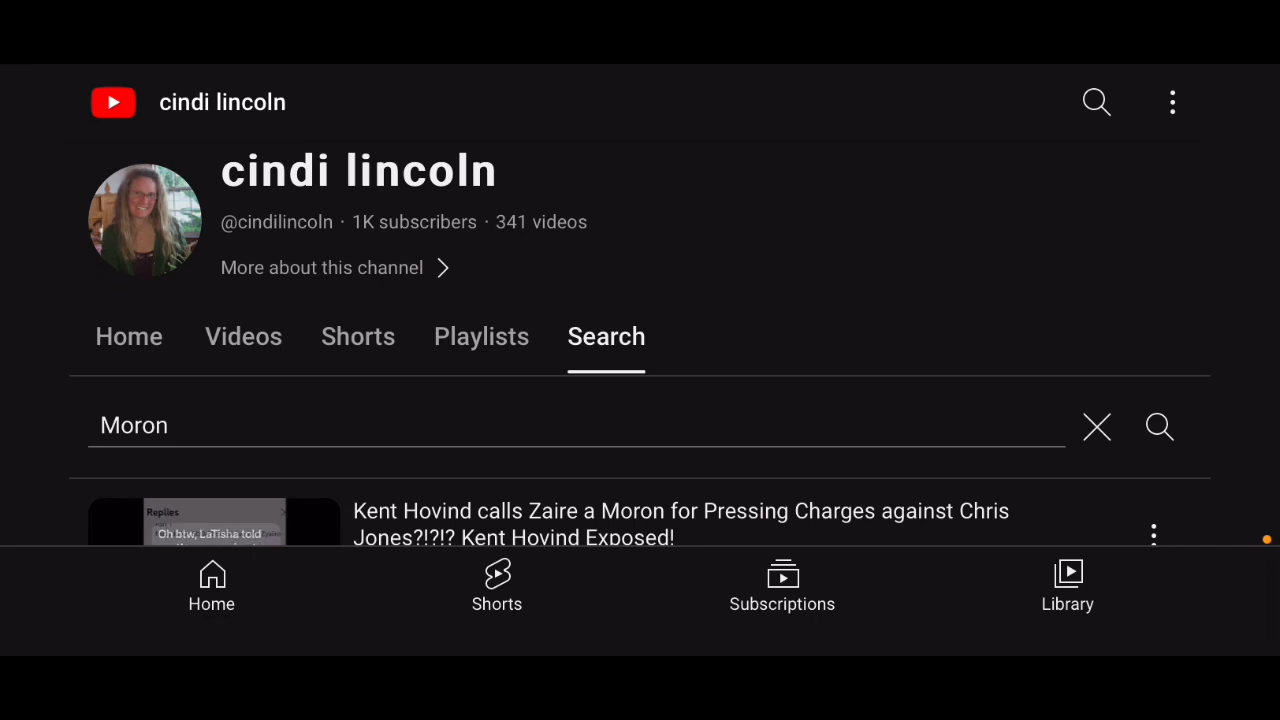 cindi lincoln
cindi lincoln
@cindilincoln · 1K subscribers · 341 videos
More about this channel
Home Videos Shorts Playlists Search
Moron
Replies
Oh btw, LaTisha told
Kent Hovind calls Zaire a Moron for Pressing Charges against Chris
Jones?!?!? Kent Hovind Exposed!
Home Shorts Subscriptions Library